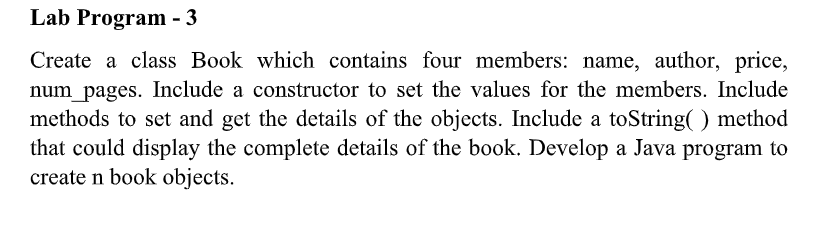 Lab Program - 3
Create a class Book which contains four members: name, author, price,
num_pages. Include a constructor to set the values for the members. Include
methods to set and get the details of the objects. Include a toString( ) method
that could display the complete details of the book. Develop a Java program to
create n book objects.